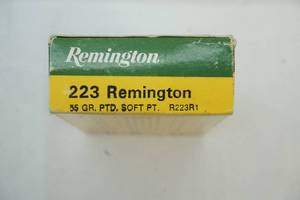 Remington
223 Remington
55 GR. PTD. SOFT PT. R223R1